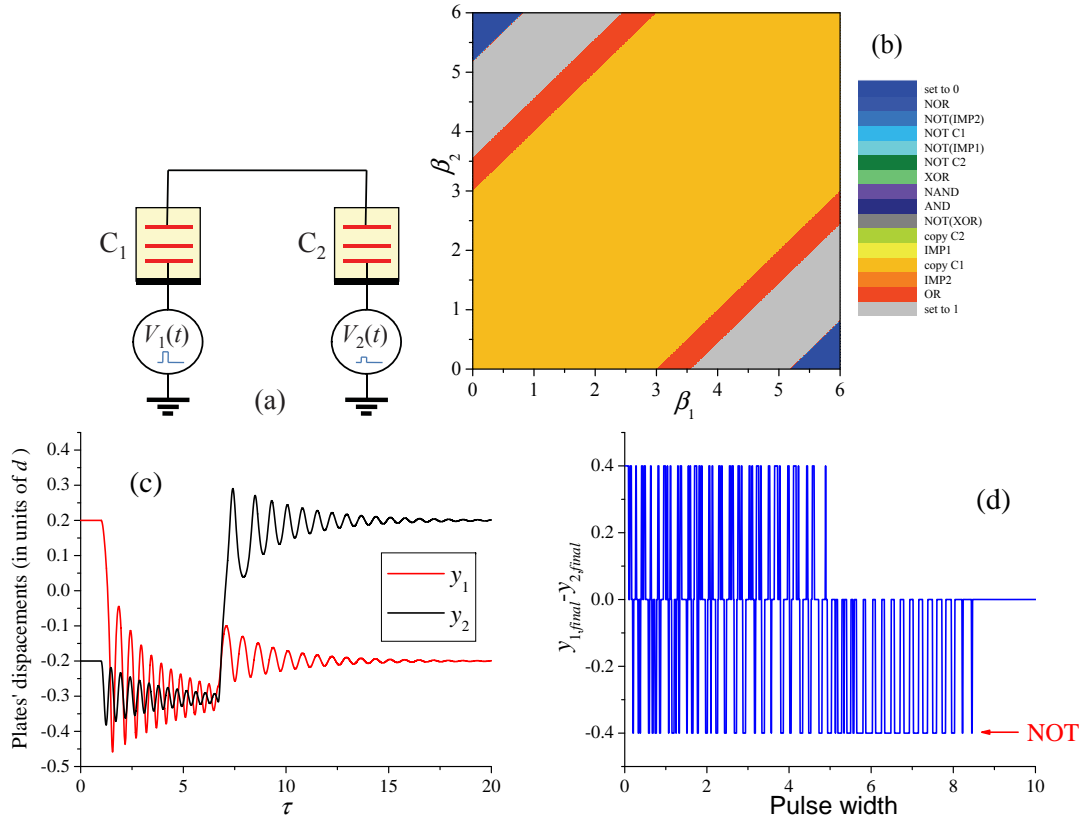 C1
C2
V1(t)
V2(t)
(a)
(b)
6
5
4
3
2
1
0
β2
0 1 2 3 4 5 6
β1
set to 0
NOR
NOT(IMP2)
NOT C1
NOT(IMP1)
NOT C2
XOR
NAND
AND
NOT(XOR)
copy C2
IMP1
copy C1
IMP2
OR
set to 1
(c)
Plates' dispacements (in units of d)
0.4
0.3
0.2
0.1
0.0
-0.1
-0.2
-0.3
-0.4
-0.5
y1
y2
0 5 10 15 20
τ
(d)
y1,final-y2,final
0.4
0.2
0.0
-0.2
-0.4
NOT
0 2 4 6 8 10
Pulse width